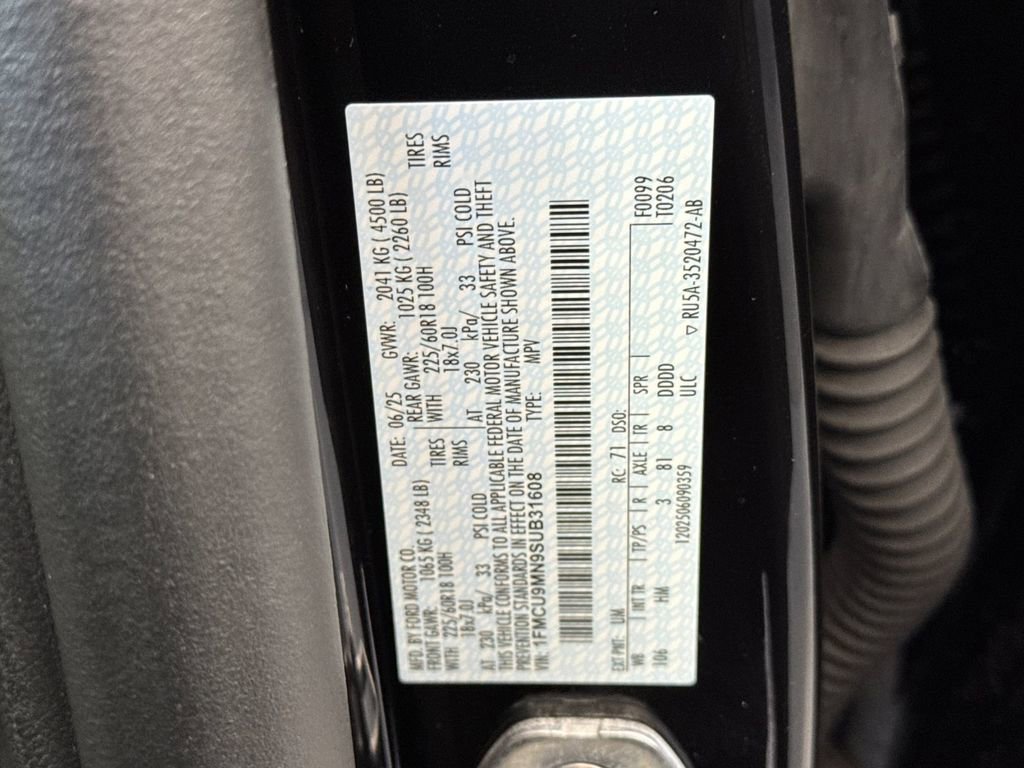 MFD. BY FORD MOTOR CO. DATE: 06/25 GVWR: 2041 KG ( 4500 LB)
FRONT GAWR: 1065 KG ( 2348 LB) REAR GAWR: 1025 KG ( 2260 LB)
WITH 225/60R18 100H TIRES WITH 225/60R18 100H TIRES
18x7.0J RIMS 18x7.0J RIMS
AT 230 kPa/ 33 PSI COLD AT 230 kPa/ 33 PSI COLD
THIS VEHICLE CONFORMS TO ALL APPLICABLE FEDERAL MOTOR VEHICLE SAFETY AND THEFT
PREVENTION STANDARDS IN EFFECT ON THE DATE OF MANUFACTURE SHOWN ABOVE.
VIN: 1FMCU9MN9SUB31608 TYPE: MPV
EXT PNT: UM RC: 71 DSO: F0099
WB INT TR TP/PS R AXLE TR SPR T0206
106 HM 3 81 8 DDDD
1202506090359 ULC ▽ RU5A-3520472-AB